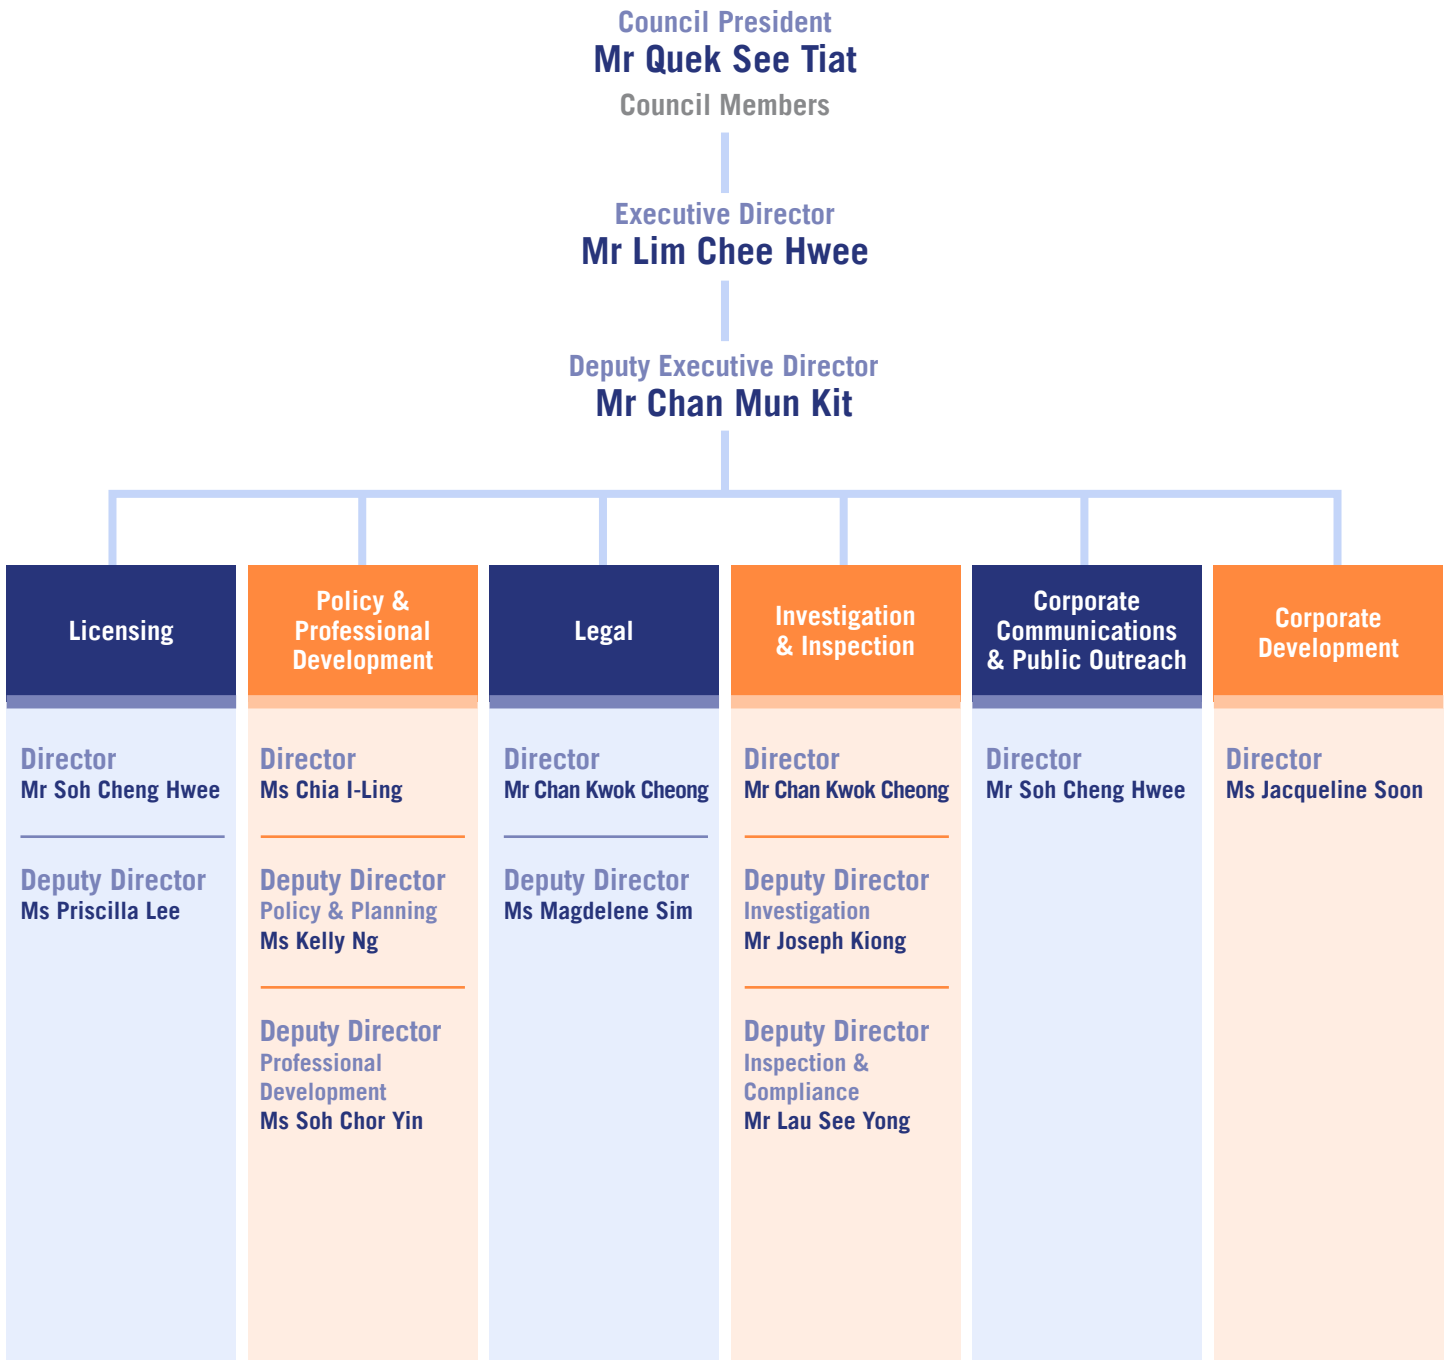 Council President
Mr Quek See Tiat
Council Members
Executive Director
Mr Lim Chee Hwee
Deputy Executive Director
Mr Chan Mun Kit
Licensing
Director
Mr Soh Cheng Hwee
Deputy Director
Ms Priscilla Lee
Policy &
Professional
Development
Director
Ms Chia I-Ling
Deputy Director
Policy & Planning
Ms Kelly Ng
Deputy Director
Professional
Development
Ms Soh Chor Yin
Legal
Director
Mr Chan Kwok Cheong
Deputy Director
Ms Magdelene Sim
Investigation
& Inspection
Director
Mr Chan Kwok Cheong
Deputy Director
Investigation
Mr Joseph Kiong
Deputy Director
Inspection &
Compliance
Mr Lau See Yong
Corporate
Communications
& Public Outreach
Director
Mr Soh Cheng Hwee
Corporate
Development
Director
Ms Jacqueline Soon